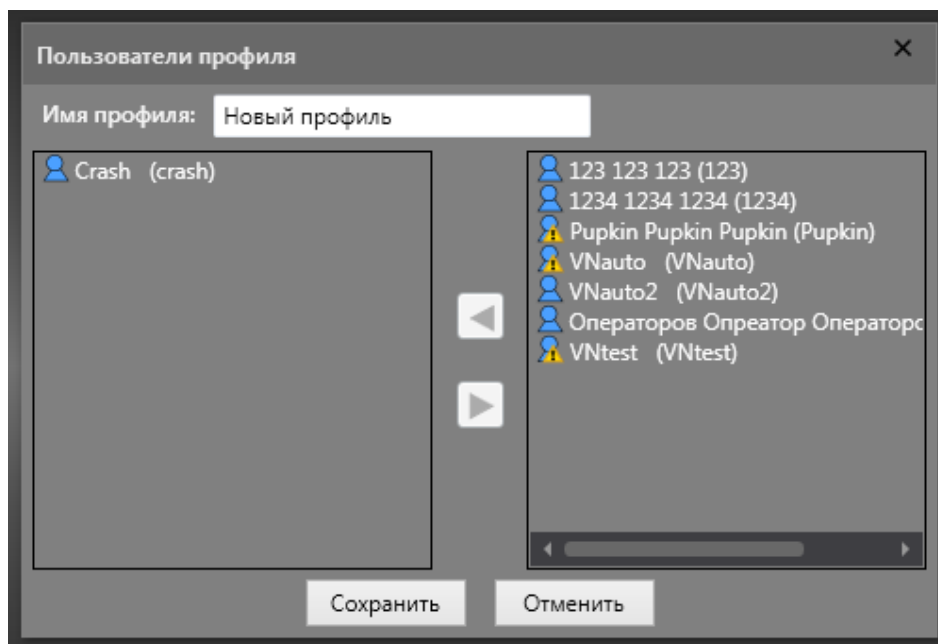 Пользователи профиля
Имя профиля: Новый профиль
Crash (crash)
123 123 123 (123)
1234 1234 1234 (1234)
Pupkin Pupkin Pupkin (Pupkin)
VNauto (VNauto)
VNauto2 (VNauto2)
Операторов Опреатор Операторс
VNtest (VNtest)
Сохранить Отменить